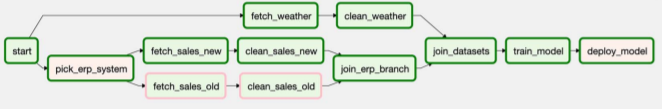 fetch_weather
clean_weather
start
fetch_sales_new
clean_sales_new
join_datasets
train_model
deploy_model
pick_erp_system
join_erp_branch
fetch_sales_old
clean_sales_old